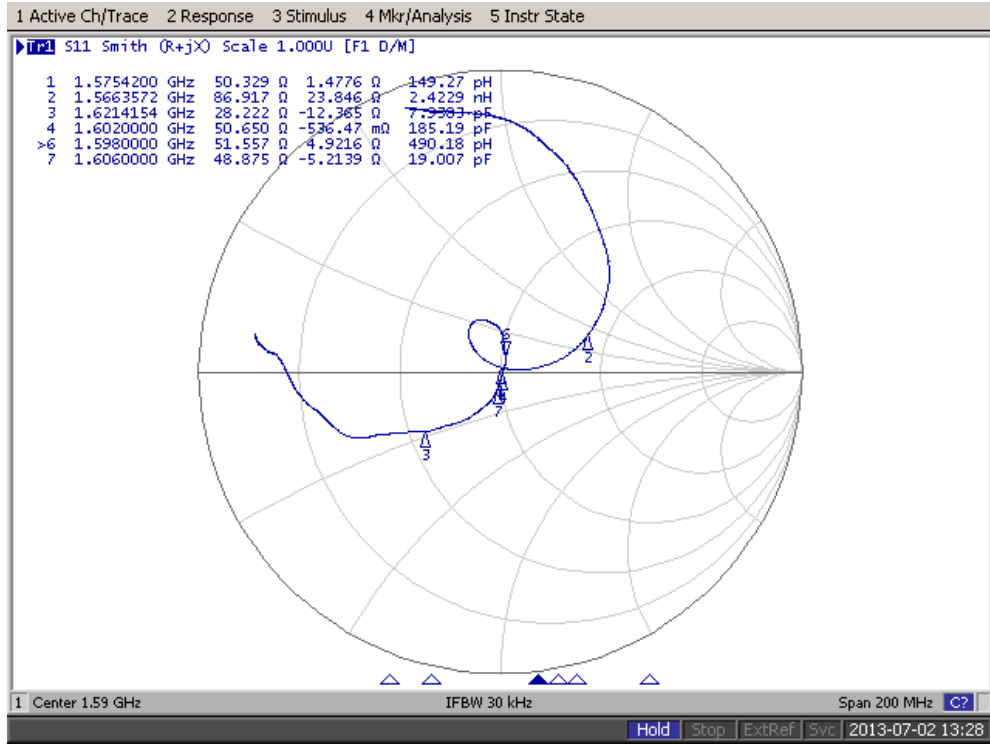 1 Active Ch/Trace 2 Response 3 Stimulus 4 Mkr/Analysis 5 Instr State
Tr1 S11 Smith (R+jX) Scale 1.000U [F1 D/M]
1 1.5754200 GHz 50.329 Ω 1.4776 Ω 149.27 pH
2 1.5663572 GHz 86.917 Ω 23.846 Ω 2.4229 nH
3 1.6214154 GHz 28.222 Ω -12.365 Ω 7.9383 pF
4 1.6020000 GHz 50.650 Ω -536.47 mΩ 185.19 pF
>6 1.5980000 GHz 51.557 Ω 4.9216 Ω 490.18 pH
7 1.6060000 GHz 48.875 Ω -5.2139 Ω 19.007 pF
6
2
7
3
1 Center 1.59 GHz IFBW 30 kHz Span 200 MHz C?
Hold Stop ExtRef Svc 2013-07-02 13:28